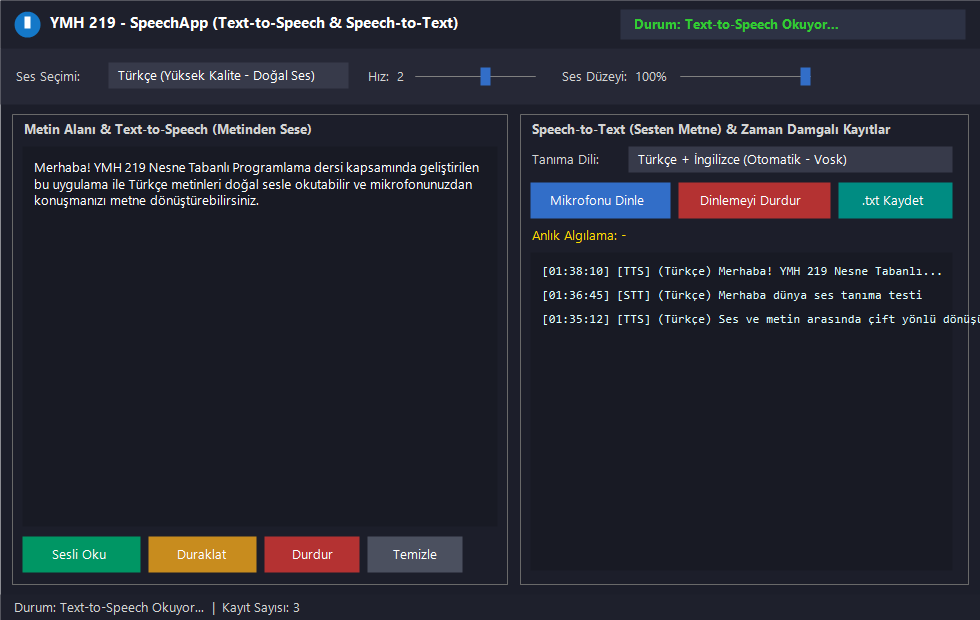 YMH 219 - SpeechApp (Text-to-Speech & Speech-to-Text)
Durum: Text-to-Speech Okuyor...
Ses Seçimi:
Türkçe (Yüksek Kalite - Doğal Ses)
Hız: 2
Ses Düzeyi: 100%
Metin Alanı & Text-to-Speech (Metinden Sese)
Merhaba! YMH 219 Nesne Tabanlı Programlama dersi kapsamında geliştirilen
bu uygulama ile Türkçe metinleri doğal sesle okutabilir ve mikrofonunuzdan
konuşmanızı metne dönüştürebilirsiniz.
Sesli Oku
Duraklat
Durdur
Temizle
Speech-to-Text (Sesten Metne) & Zaman Damgalı Kayıtlar
Tanıma Dili:
Türkçe + İngilizce (Otomatik - Vosk)
Mikrofonu Dinle
Dinlemeyi Durdur
.txt Kaydet
Anlık Algılama: -
[01:38:10] [TTS] (Türkçe) Merhaba! YMH 219 Nesne Tabanlı...
[01:36:45] [STT] (Türkçe) Merhaba dünya ses tanıma testi
[01:35:12] [TTS] (Türkçe) Ses ve metin arasında çift yönlü dönüşü
Durum: Text-to-Speech Okuyor... | Kayıt Sayısı: 3